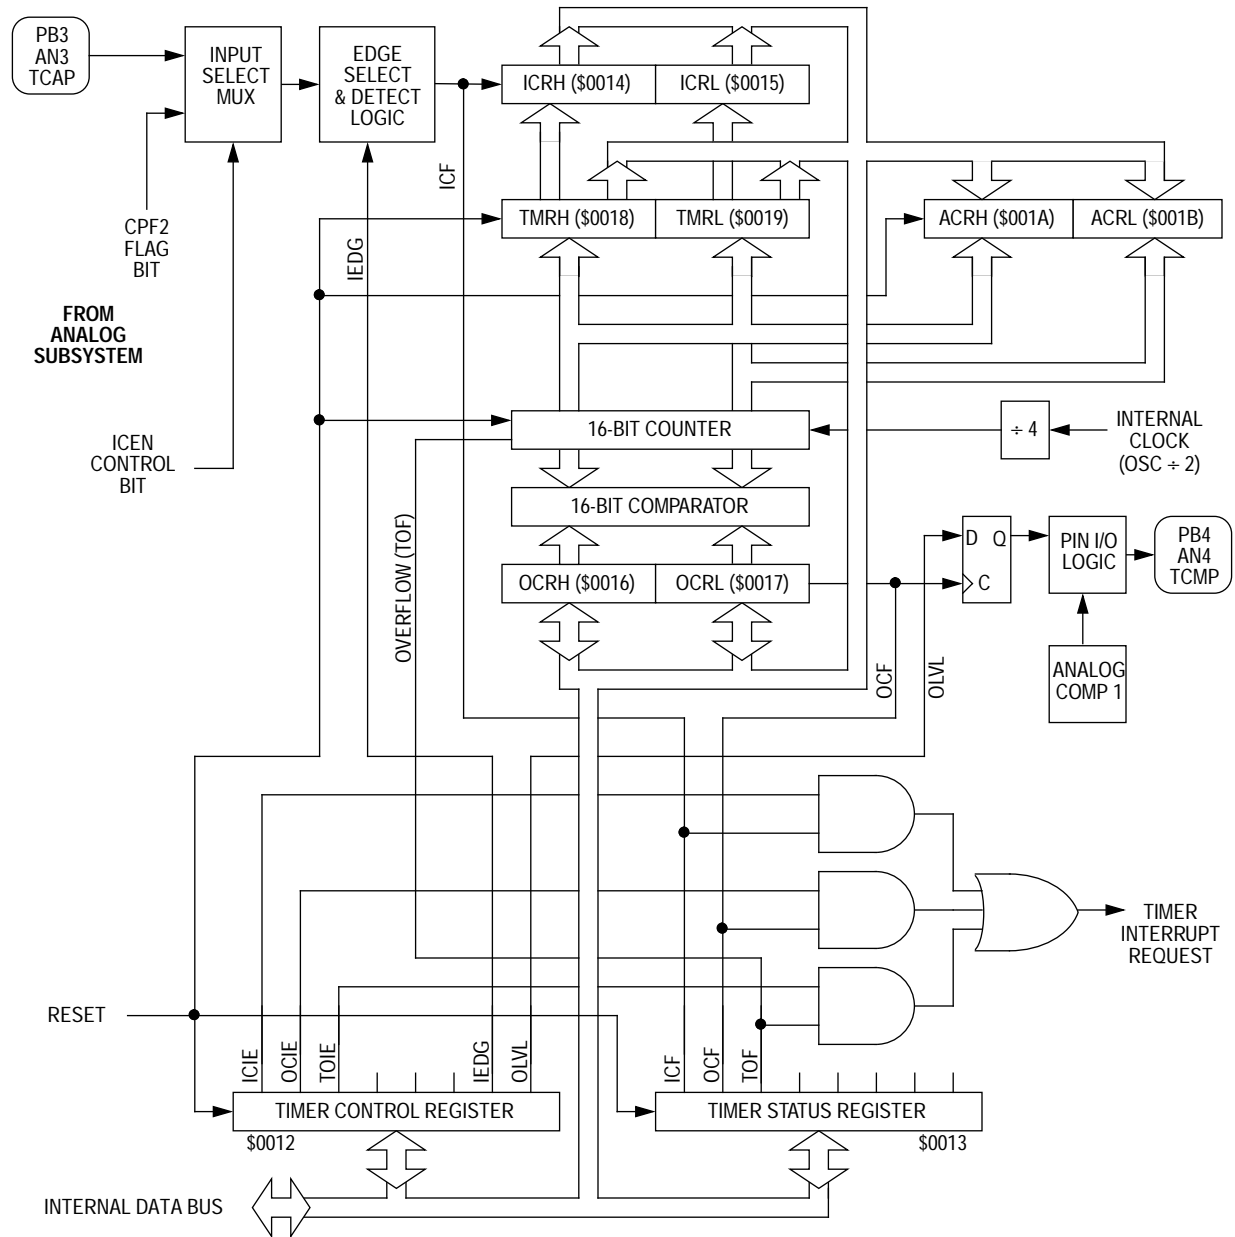 PB3
AN3
TCAP
INPUT
SELECT
MUX
EDGE
SELECT
& DETECT
LOGIC
ICRH ($0014)
ICRL ($0015)
ICF
TMRH ($0018)
TMRL ($0019)
ACRH ($001A)
ACRL ($001B)
CPF2
FLAG
BIT
IEDG
FROM
ANALOG
SUBSYSTEM
16-BIT COUNTER
÷ 4
INTERNAL
CLOCK
(OSC ÷ 2)
ICEN
CONTROL
BIT
16-BIT COMPARATOR
OVERFLOW (TOF)
D Q
C
PIN I/O
LOGIC
PB4
AN4
TCMP
OCRH ($0016)
OCRL ($0017)
OCF
OLVL
ANALOG
COMP 1
TIMER
INTERRUPT
REQUEST
RESET
ICIE
OCIE
TOIE
IEDG
OLVL
ICF
OCF
TOF
TIMER CONTROL REGISTER
TIMER STATUS REGISTER
$0012
$0013
INTERNAL DATA BUS